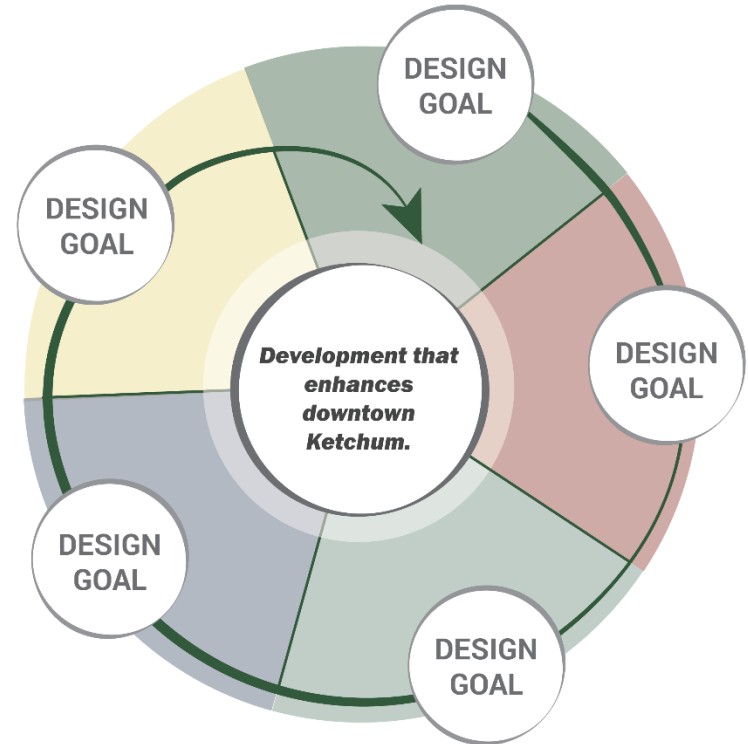 DESIGN
GOAL
DESIGN
GOAL
DESIGN
GOAL
DESIGN
GOAL
DESIGN
GOAL
Development that
enhances
downtown
Ketchum.